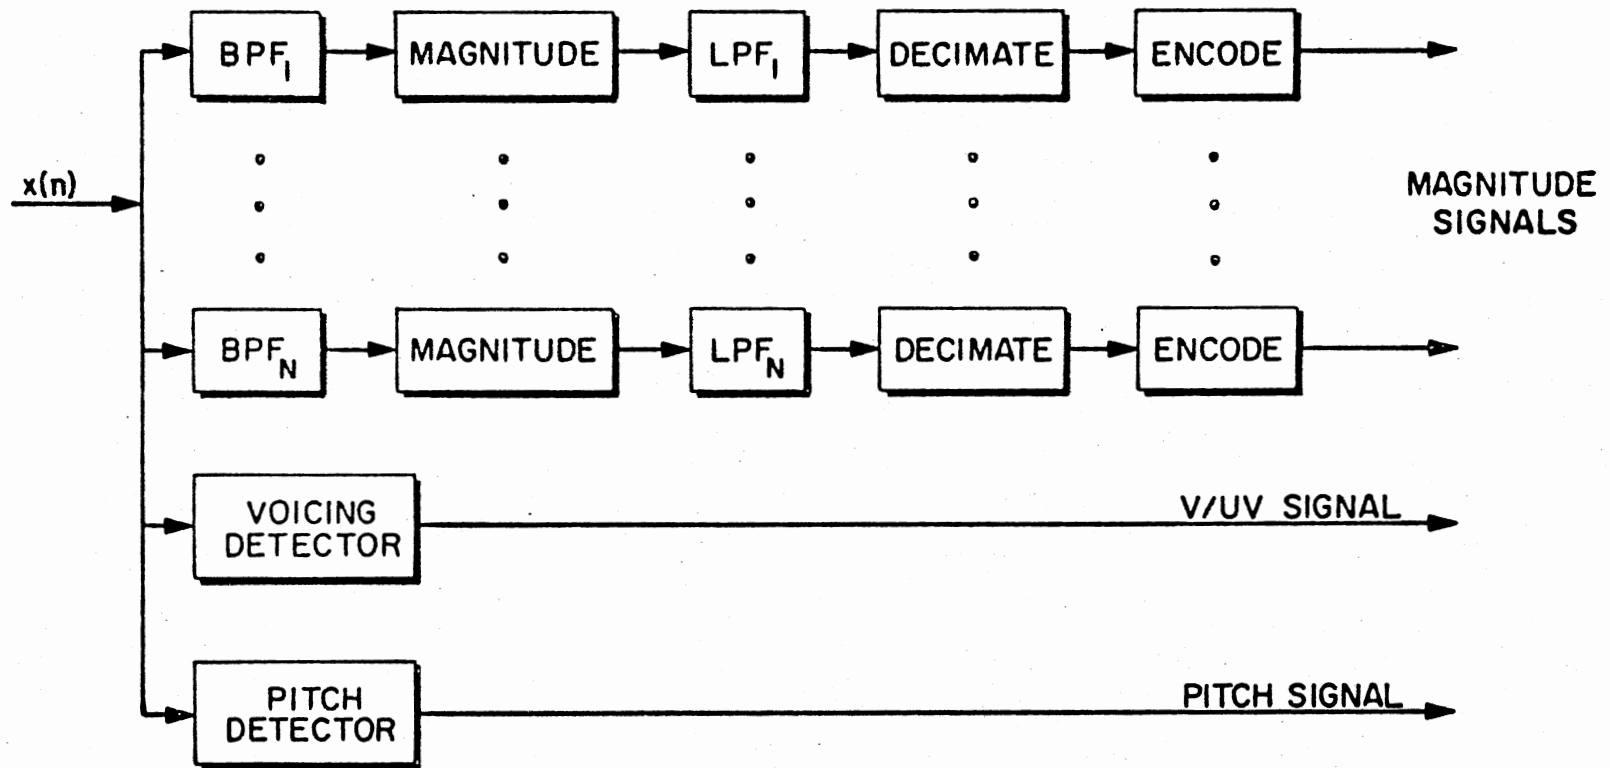 BPF1 MAGNITUDE LPF1 DECIMATE ENCODE
x(n)
MAGNITUDE
SIGNALS
BPFN MAGNITUDE LPFN DECIMATE ENCODE
VOICING
DETECTOR
V/UV SIGNAL
PITCH
DETECTOR
PITCH SIGNAL